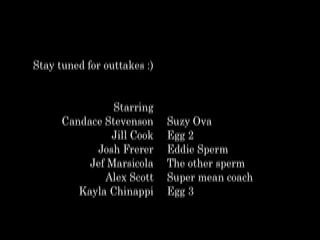 Stay tuned for outtakes :)
Starring
Candace Stevenson Suzy Ova
Jill Cook Egg 2
Josh Frerer Eddie Sperm
Jef Marsicola The other sperm
Alex Scott Super mean coach
Kayla Chinappi Egg 3